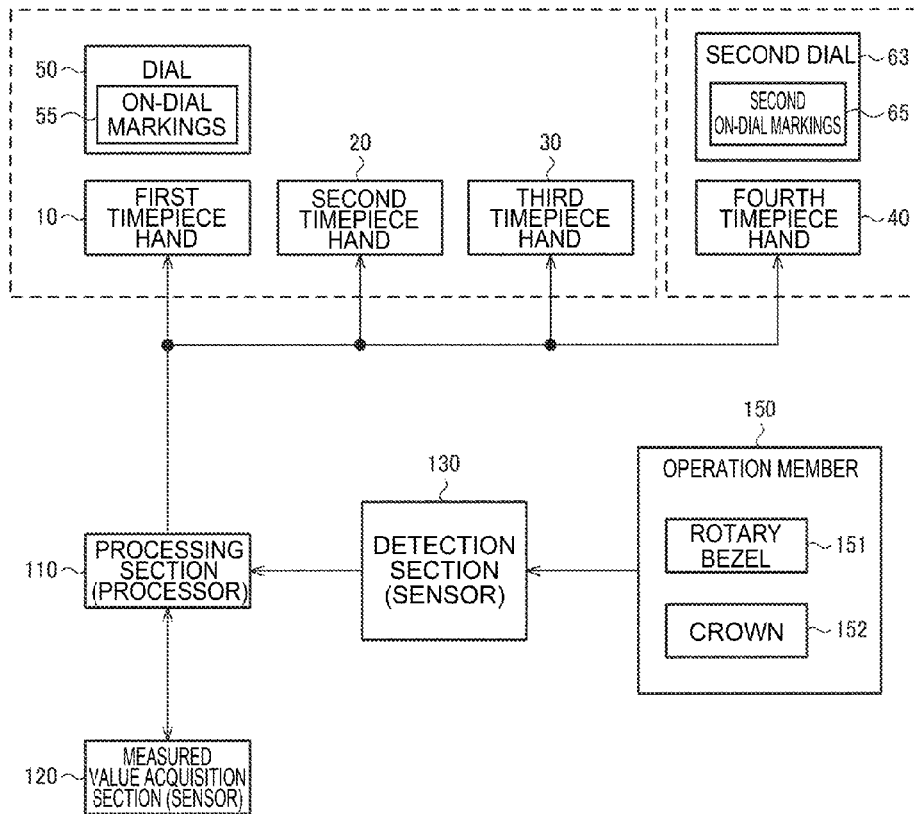 50
DIAL
55
ON-DIAL
MARKINGS
SECOND DIAL
63
SECOND
ON-DIAL MARKINGS
65
10
FIRST
TIMEPIECE
HAND
20
SECOND
TIMEPIECE
HAND
30
THIRD
TIMEPIECE
HAND
FOURTH
TIMEPIECE
HAND
40
150
OPERATION MEMBER
ROTARY
BEZEL
151
CROWN
152
130
DETECTION
SECTION
(SENSOR)
110
PROCESSING
SECTION
(PROCESSOR)
120
MEASURED
VALUE ACQUISITION
SECTION (SENSOR)